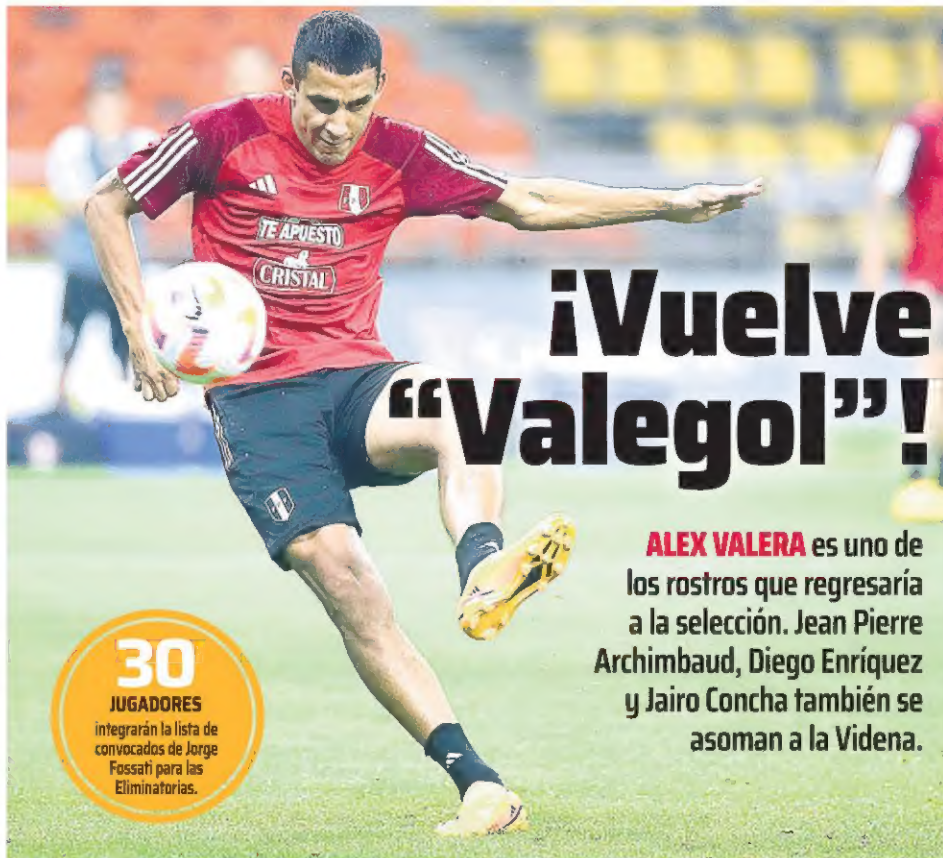 TE APUESTO
CRISTAL
¡Vuelve
“Valegol”!
ALEX VALERA es uno de
los rostros que regresaría
a la selección. Jean Pierre
Archimbaud, Diego Enríquez
y Jairo Concha también se
asoman a la Videna.
30
JUGADORES
integrarán la lista de
convocados de Jorge
Fossati para las
Eliminatorias.